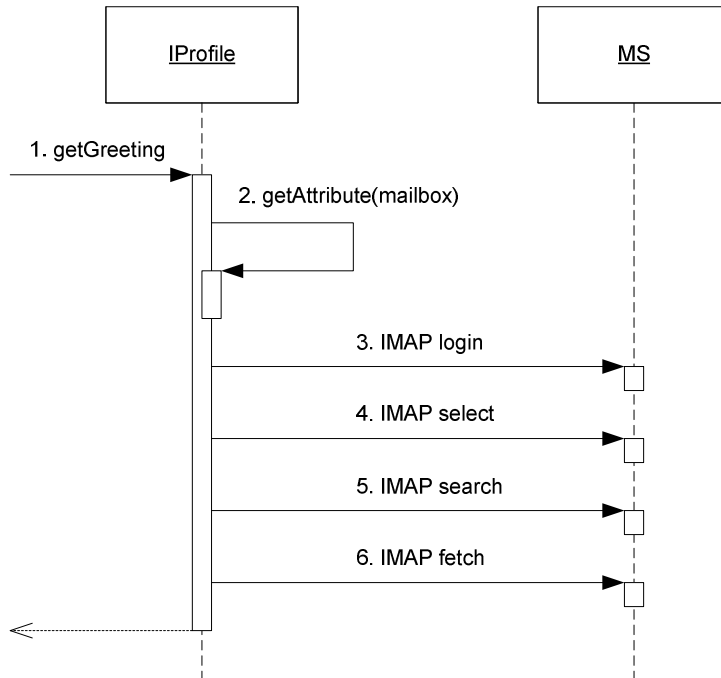 IProfile
MS
1. getGreeting
2. getAttribute(mailbox)
3. IMAP login
4. IMAP select
5. IMAP search
6. IMAP fetch